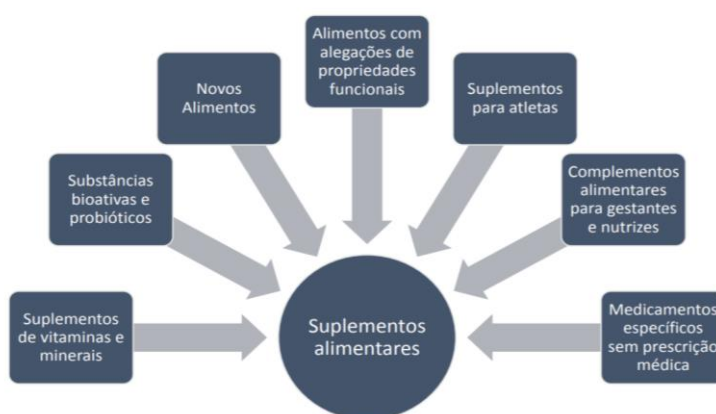 Alimentos com
alegações de
propriedades
funcionais
Novos
Alimentos
Suplementos
para atletas
Substâncias
bioativas e
probióticos
Complementos
alimentares
para gestantes
e nutrizes
Suplementos
de vitaminas e
minerais
Suplementos
alimentares
Medicamentos
específicos
sem prescrição
médica